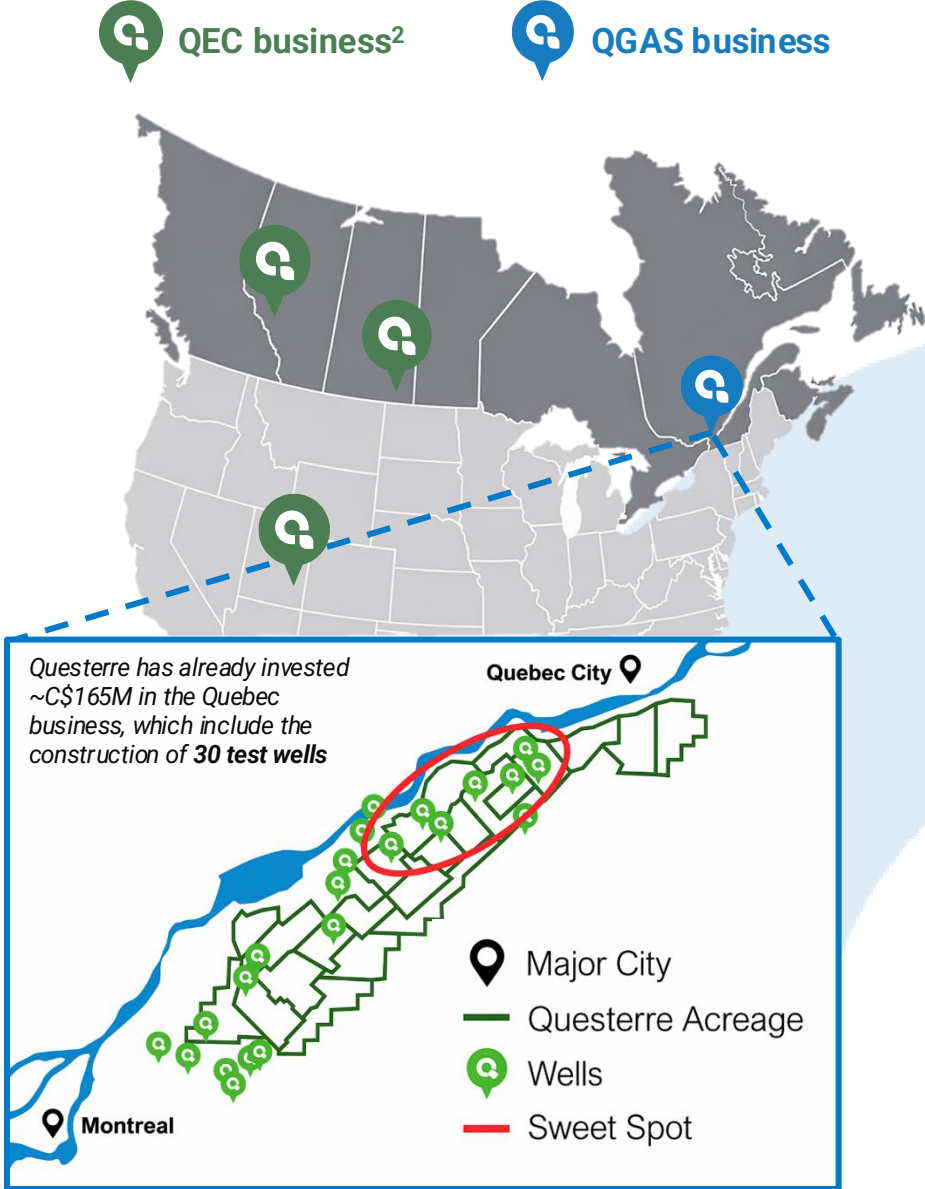 QEC business²
QGAS business
Questerre has already invested
~C$165M in the Quebec
business, which include the
construction of 30 test wells
Quebec City
Major City
Questerre Acreage
Wells
Sweet Spot
Montreal